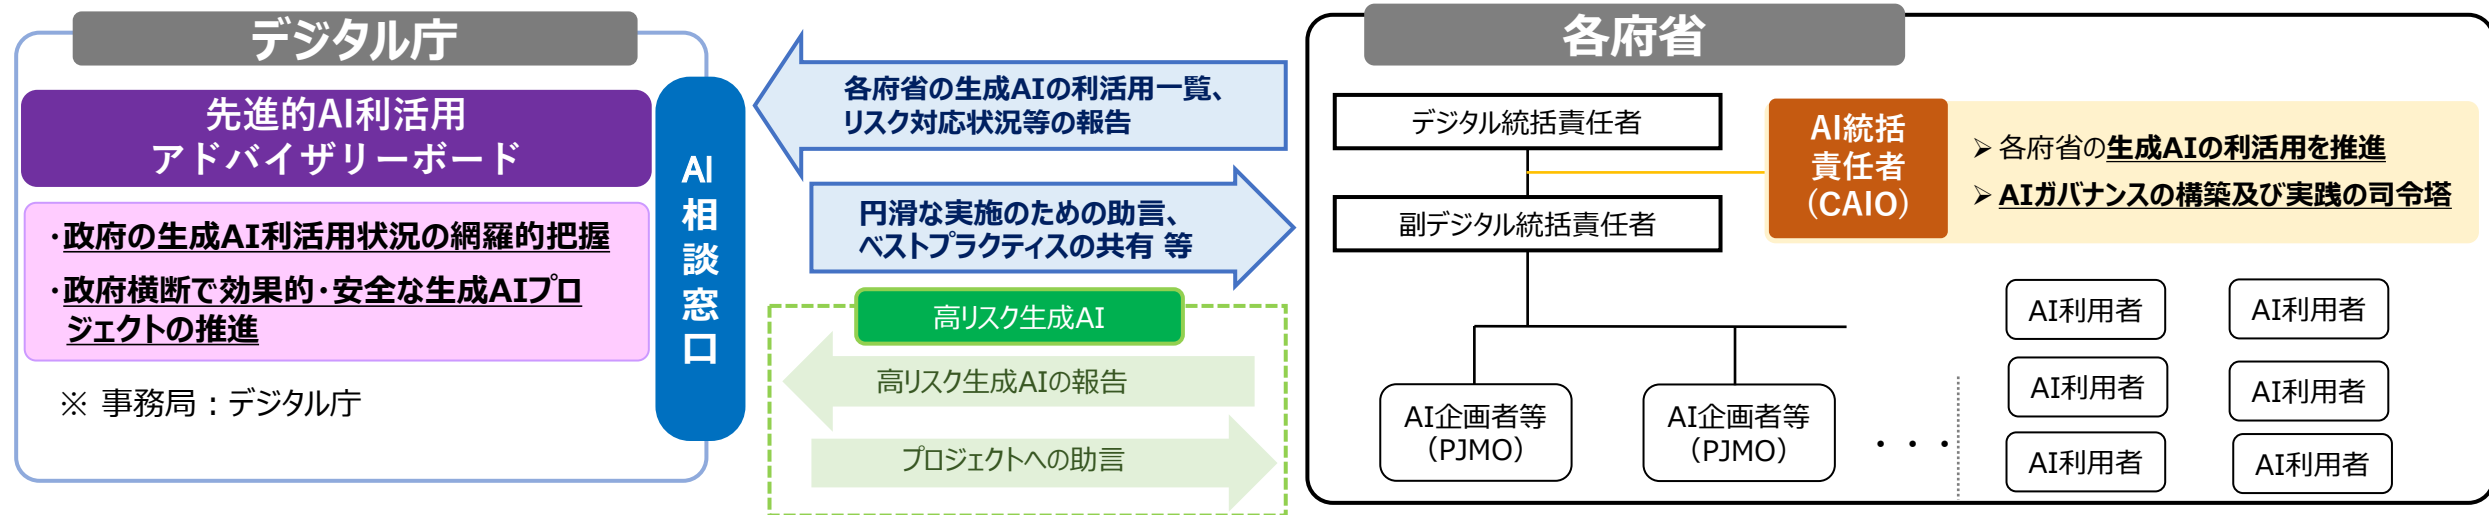 デジタル庁
先進的AI利活用
アドバイザリーボード
・政府の生成AI利活用状況の網羅的把握
・政府横断で効果的・安全な生成AIプロ
ジェクトの推進
※ 事務局：デジタル庁
AI相談窓口
各府省の生成AIの利活用一覧、
リスク対応状況等の報告
円滑な実施のための助言、
ベストプラクティスの共有 等
高リスク生成AI
高リスク生成AIの報告
プロジェクトへの助言
各府省
デジタル統括責任者
副デジタル統括責任者
AI統括
責任者
（CAIO）
➢ 各府省の生成AIの利活用を推進
➢ AIガバナンスの構築及び実践の司令塔
AI企画者等
（PJMO）
AI企画者等
（PJMO）
・・・
AI利用者
AI利用者
AI利用者
AI利用者
AI利用者
AI利用者